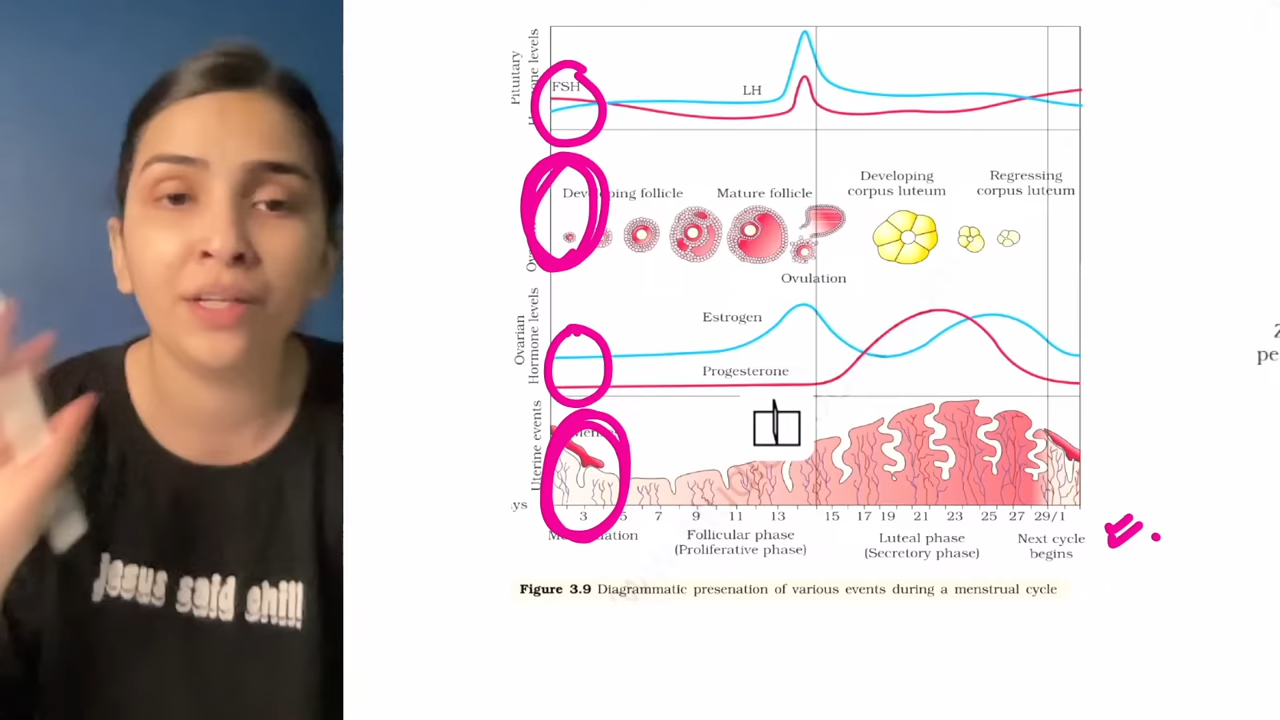 Pituitary
Hormone levels
FSH
LH
Developing follicle
Mature follicle
Developing
corpus luteum
Regressing
corpus luteum
Ovulation
Ovarian
Hormone levels
Estrogen
Progesterone
Uterine events
ys
3 5 7 9 11 13 15 17 19 21 23 25 27 29/1
Follicular phase
(Proliferative phase)
Luteal phase
(Secretory phase)
Next cycle
begins
Figure 3.9 Diagrammatic presenation of various events during a menstrual cycle
jesus said chill
pe